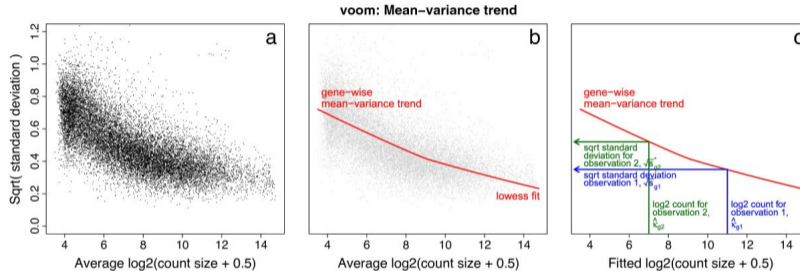 voom: Mean−variance trend
a
Sqrt( standard deviation )
0.0 0.2 0.4 0.6 0.8 1.0 1.2
4 6 8 10 12 14
Average log2(count size + 0.5)
b
gene−wise
mean−variance trend
lowess fit
4 6 8 10 12 14
Average log2(count size + 0.5)
gene−wise
mean−variance trend
sqrt standard
deviation for
observation 2,
sqrt standard deviation
observation 1,
log2 count for
observation 2,
log2 count for
observation 1,
4 6 8 10 12 14
Fitted log2(count size + 0.5)